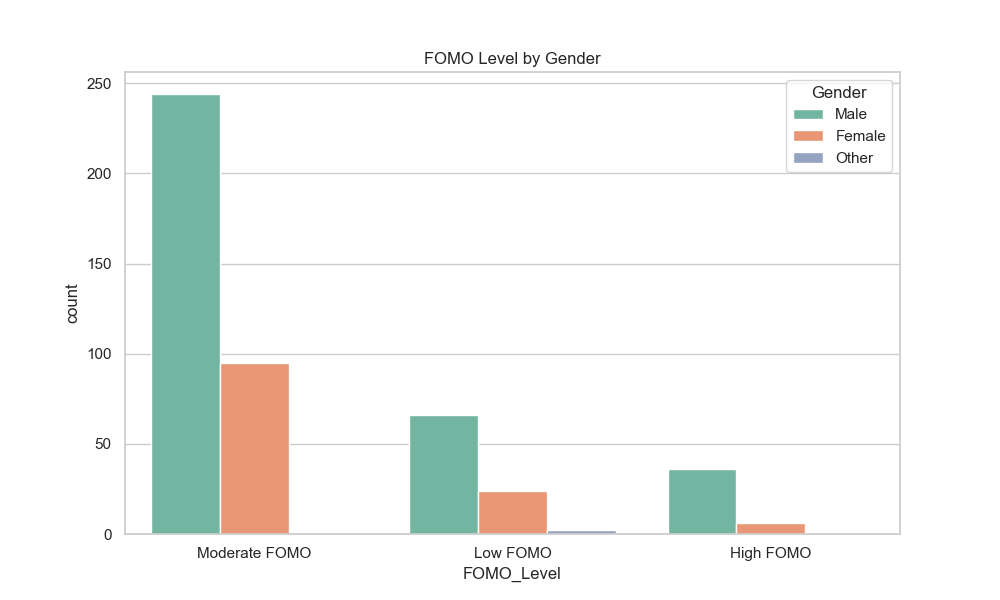 FOMO Level by Gender
Gender
Male
Female
Other
250
200
150
100
50
0
count
Moderate FOMO
Low FOMO
High FOMO
FOMO_Level